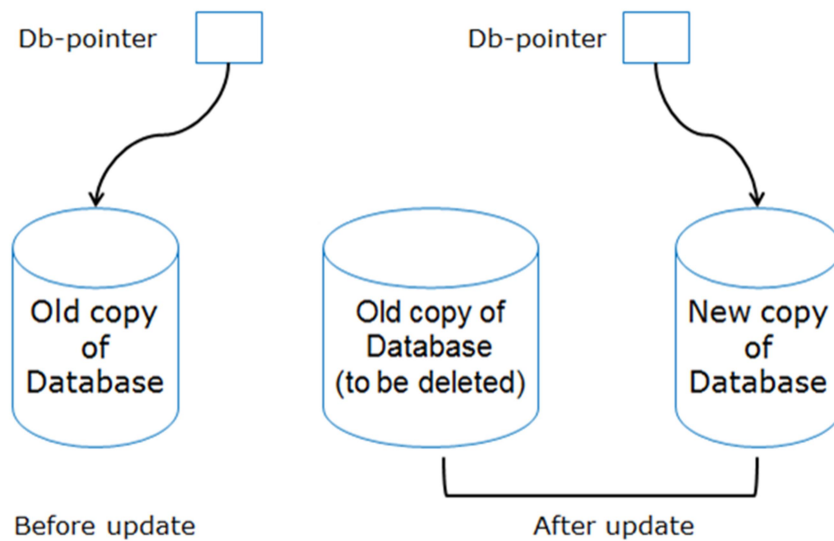 Db-pointer
Db-pointer
Old copy
of
Database
Old copy of
Database
(to be deleted)
New copy
of
Database
Before update
After update